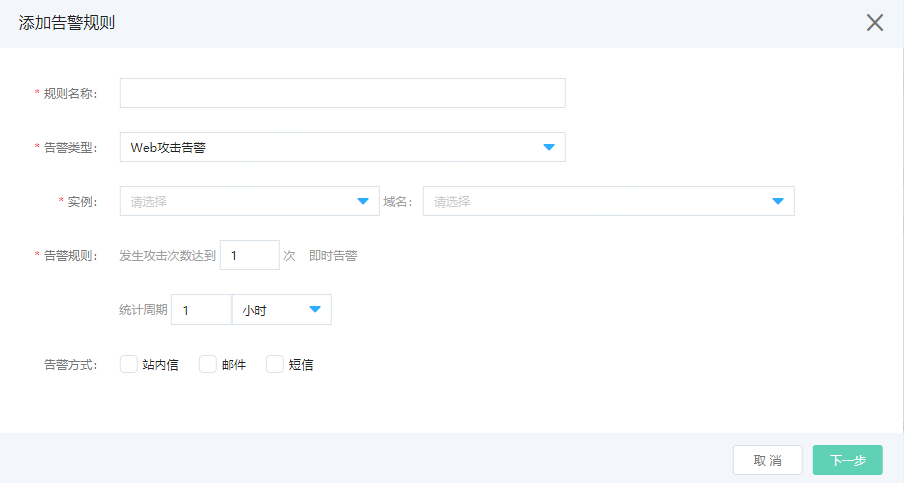 添加告警规则
* 规则名称：
* 告警类型： Web攻击告警
* 实例： 请选择 域名： 请选择
* 告警规则： 发生攻击次数达到 1 次 即时告警
统计周期 1 小时
告警方式： 站内信 邮件 短信
取 消 下一步